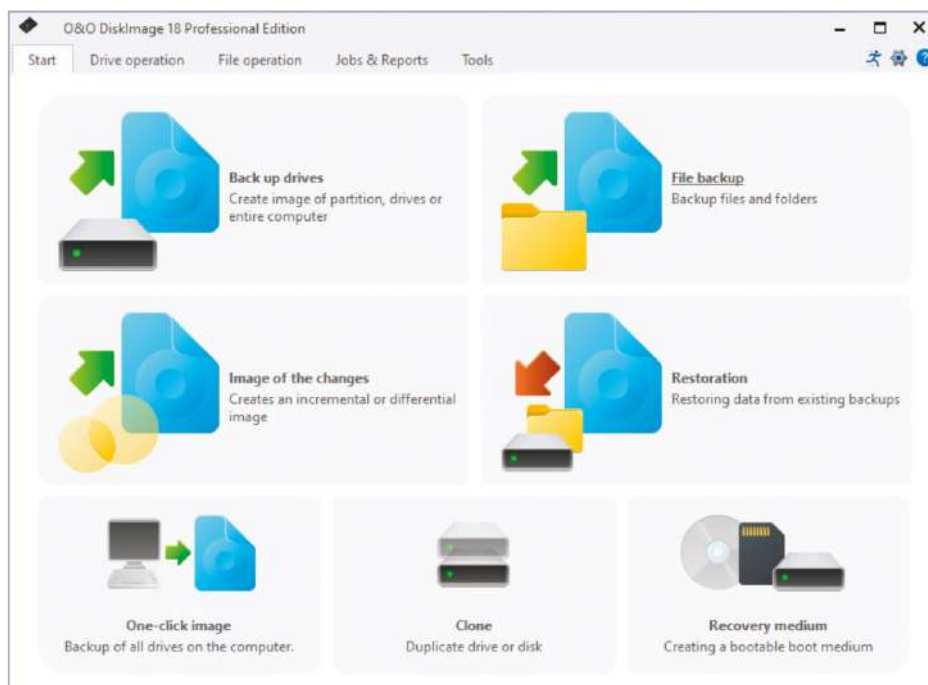 O&O DiskImage 18 Professional Edition
Start Drive operation File operation Jobs & Reports Tools
?
Back up drives
Create image of partition, drives or
entire computer
File backup
Backup files and folders
Image of the changes
Creates an incremental or differential
image
Restoration
Restoring data from existing backups
One-click image
Backup of all drives on the computer.
Clone
Duplicate drive or disk
Recovery medium
Creating a bootable boot medium